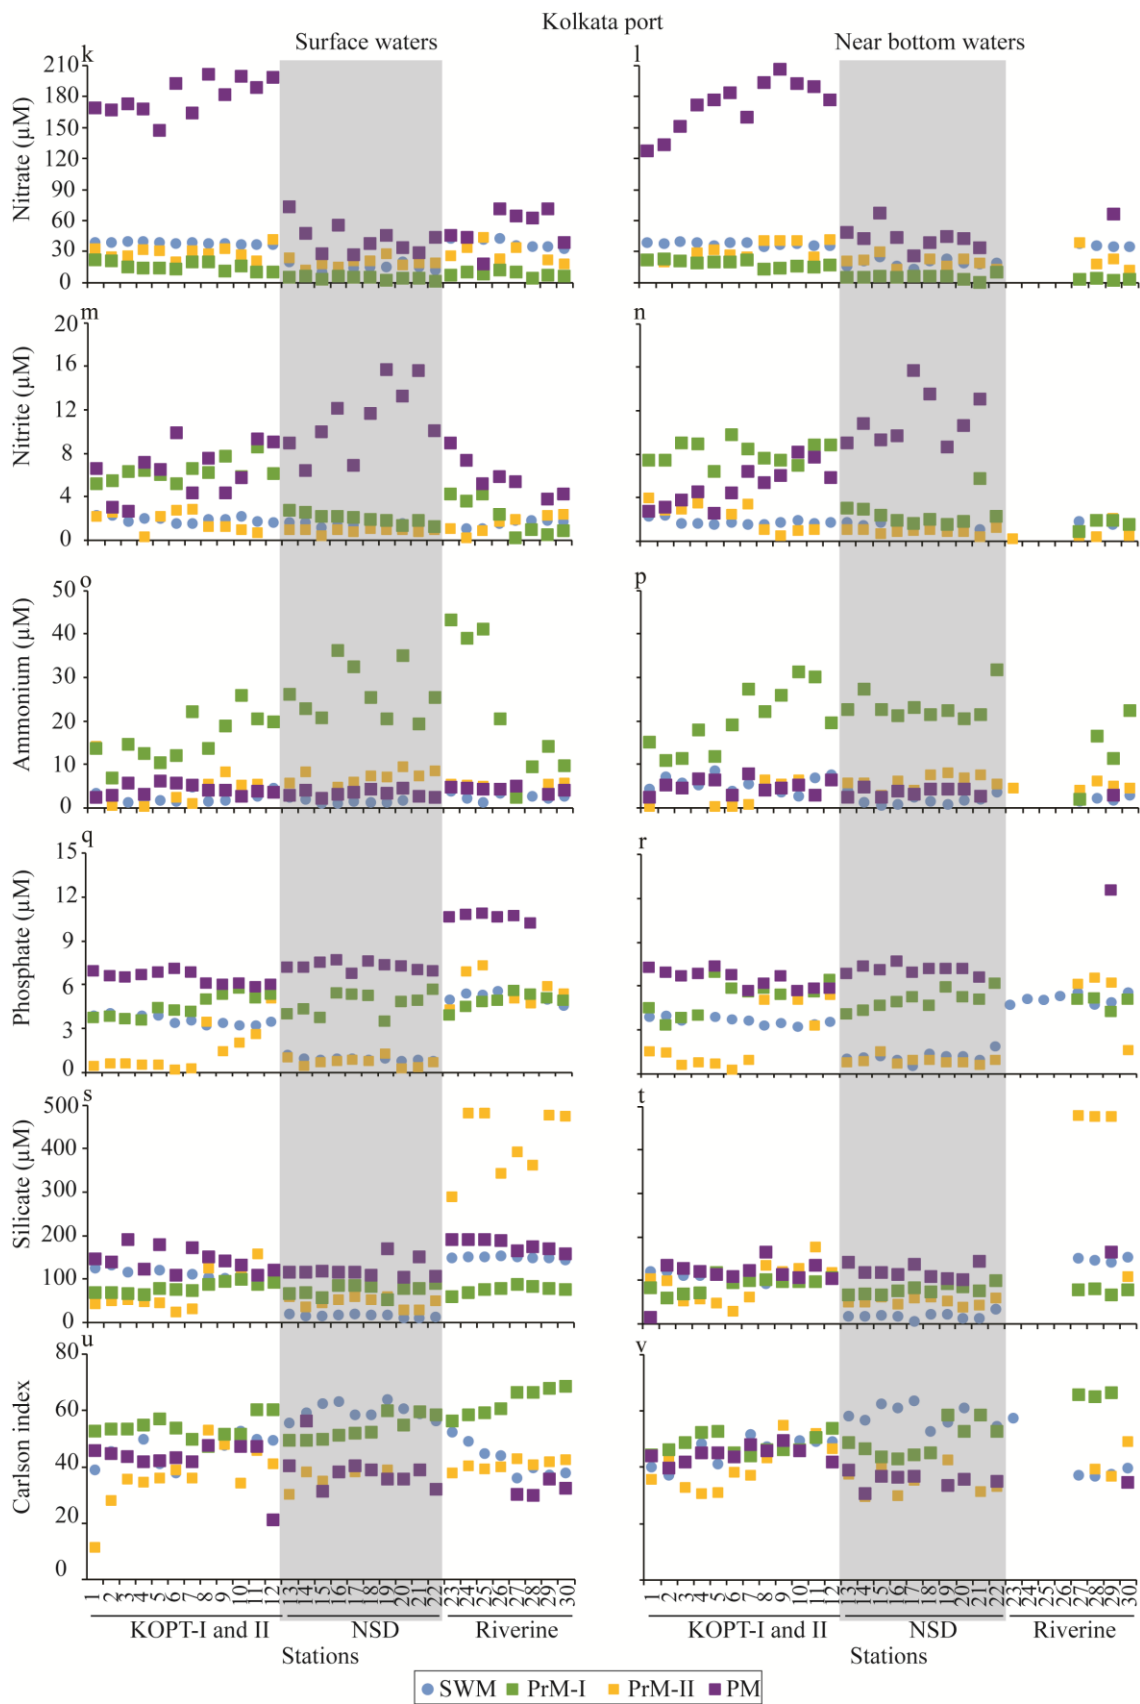 Kolkata port
Surface waters
Near bottom waters
k
l
Nitrate (µM)
210
180
150
120
90
60
30
0
m
n
Nitrite (µM)
20
16
12
8
4
0
o
p
Ammonium (µM)
50
40
30
20
10
0
q
r
Phosphate (µM)
15
12
9
6
3
0
s
t
Silicate (µM)
500
400
300
200
100
0
u
v
Carlson index
80
60
40
20
0
1 2 3 4 5 6 7 8 9 10 11 12 13 14 15 16 17 18 19 20 21 22 23 24 25 26 27 28 29 30
1 2 3 4 5 6 7 8 9 10 11 12 13 14 15 16 17 18 19 20 21 22 23 24 25 26 27 28 29 30
KOPT-I and II NSD Riverine
KOPT-I and II NSD Riverine
Stations
Stations
SWM PrM-I PrM-II PM